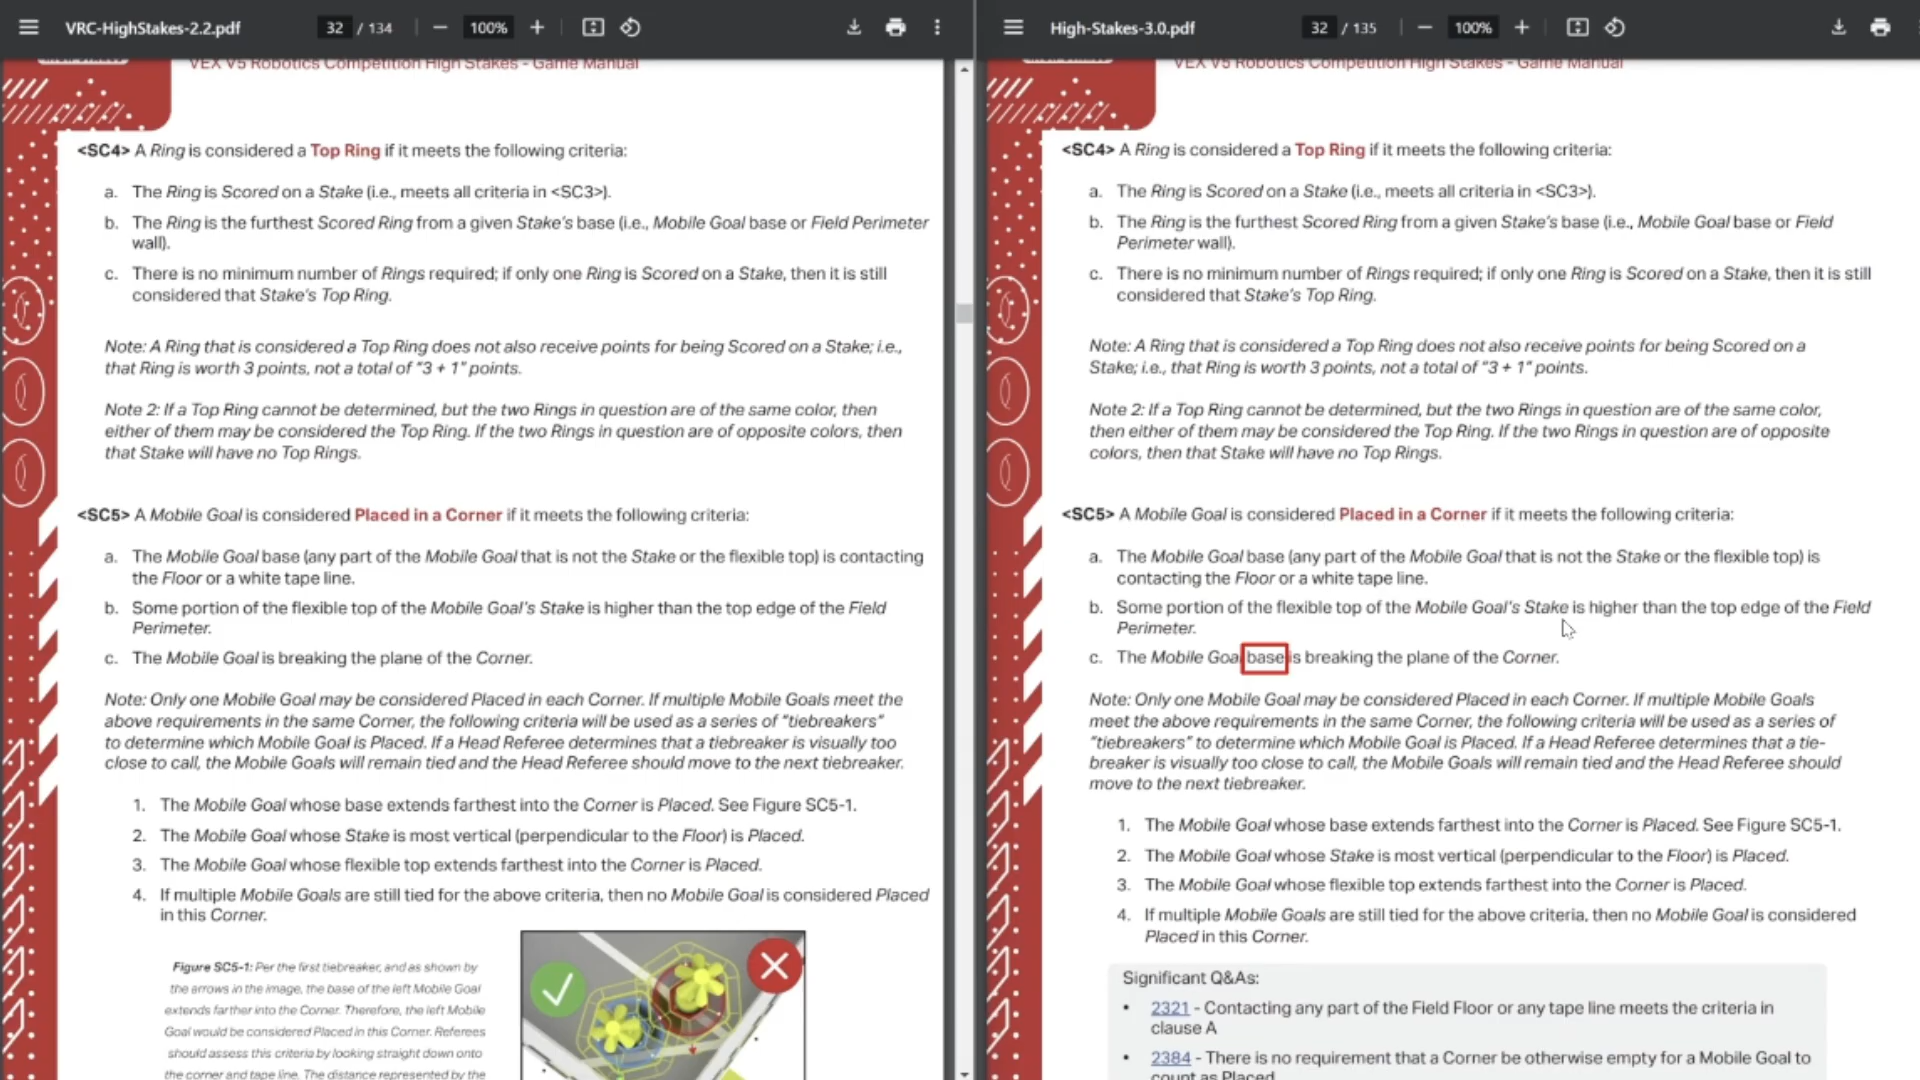 VRC-HighStakes-2.2.pdf
32 / 134
100%
VEX V5 Robotics Competition High Stakes - Game Manual
<SC4> A Ring is considered a Top Ring if it meets the following criteria:
a. The Ring is Scored on a Stake (i.e., meets all criteria in <SC3>).
b. The Ring is the furthest Scored Ring from a given Stake's base (i.e., Mobile Goal base or Field Perimeter
wall).
c. There is no minimum number of Rings required; if only one Ring is Scored on a Stake, then it is still
considered that Stake's Top Ring.
Note: A Ring that is considered a Top Ring does not also receive points for being Scored on a Stake; i.e.,
that Ring is worth 3 points, not a total of "3 + 1" points.
Note 2: If a Top Ring cannot be determined, but the two Rings in question are of the same color, then
either of them may be considered the Top Ring. If the two Rings in question are of opposite colors, then
that Stake will have no Top Rings.
<SC5> A Mobile Goal is considered Placed in a Corner if it meets the following criteria:
a. The Mobile Goal base (any part of the Mobile Goal that is not the Stake or the flexible top) is contacting
the Floor or a white tape line.
b. Some portion of the flexible top of the Mobile Goal's Stake is higher than the top edge of the Field
Perimeter.
c. The Mobile Goal is breaking the plane of the Corner.
Note: Only one Mobile Goal may be considered Placed in each Corner. If multiple Mobile Goals meet the
above requirements in the same Corner, the following criteria will be used as a series of "tiebreakers"
to determine which Mobile Goal is Placed. If a Head Referee determines that a tiebreaker is visually too
close to call, the Mobile Goals will remain tied and the Head Referee should move to the next tiebreaker.
1. The Mobile Goal whose base extends farthest into the Corner is Placed. See Figure SC5-1.
2. The Mobile Goal whose Stake is most vertical (perpendicular to the Floor) is Placed.
3. The Mobile Goal whose flexible top extends farthest into the Corner is Placed.
4. If multiple Mobile Goals are still tied for the above criteria, then no Mobile Goal is considered Placed
in this Corner.
Figure SC5-1: Per the first tiebreaker, and as shown by
the arrows in the image, the base of the left Mobile Goal
extends farther into the Corner. Therefore, the left Mobile
Goal would be considered Placed in this Corner. Referees
should assess this criteria by looking straight down onto
the corner and tape line. The distance represented by the
High-Stakes-3.0.pdf
32 / 135
100%
VEX V5 Robotics Competition High Stakes - Game Manual
<SC4> A Ring is considered a Top Ring if it meets the following criteria:
a. The Ring is Scored on a Stake (i.e., meets all criteria in <SC3>).
b. The Ring is the furthest Scored Ring from a given Stake's base (i.e., Mobile Goal base or Field
Perimeter wall).
c. There is no minimum number of Rings required; if only one Ring is Scored on a Stake, then it is still
considered that Stake's Top Ring.
Note: A Ring that is considered a Top Ring does not also receive points for being Scored on a
Stake; i.e., that Ring is worth 3 points, not a total of "3 + 1" points.
Note 2: If a Top Ring cannot be determined, but the two Rings in question are of the same color,
then either of them may be considered the Top Ring. If the two Rings in question are of opposite
colors, then that Stake will have no Top Rings.
<SC5> A Mobile Goal is considered Placed in a Corner if it meets the following criteria:
a. The Mobile Goal base (any part of the Mobile Goal that is not the Stake or the flexible top) is
contacting the Floor or a white tape line.
b. Some portion of the flexible top of the Mobile Goal's Stake is higher than the top edge of the Field
Perimeter.
c. The Mobile Goal base is breaking the plane of the Corner.
Note: Only one Mobile Goal may be considered Placed in each Corner. If multiple Mobile Goals
meet the above requirements in the same Corner, the following criteria will be used as a series of
"tiebreakers" to determine which Mobile Goal is Placed. If a Head Referee determines that a tie-
breaker is visually too close to call, the Mobile Goals will remain tied and the Head Referee should
move to the next tiebreaker.
1. The Mobile Goal whose base extends farthest into the Corner is Placed. See Figure SC5-1.
2. The Mobile Goal whose Stake is most vertical (perpendicular to the Floor) is Placed.
3. The Mobile Goal whose flexible top extends farthest into the Corner is Placed.
4. If multiple Mobile Goals are still tied for the above criteria, then no Mobile Goal is considered
Placed in this Corner.
Significant Q&As:
• 2321 - Contacting any part of the Field Floor or any tape line meets the criteria in
clause A
• 2384 - There is no requirement that a Corner be otherwise empty for a Mobile Goal to
count as Placed